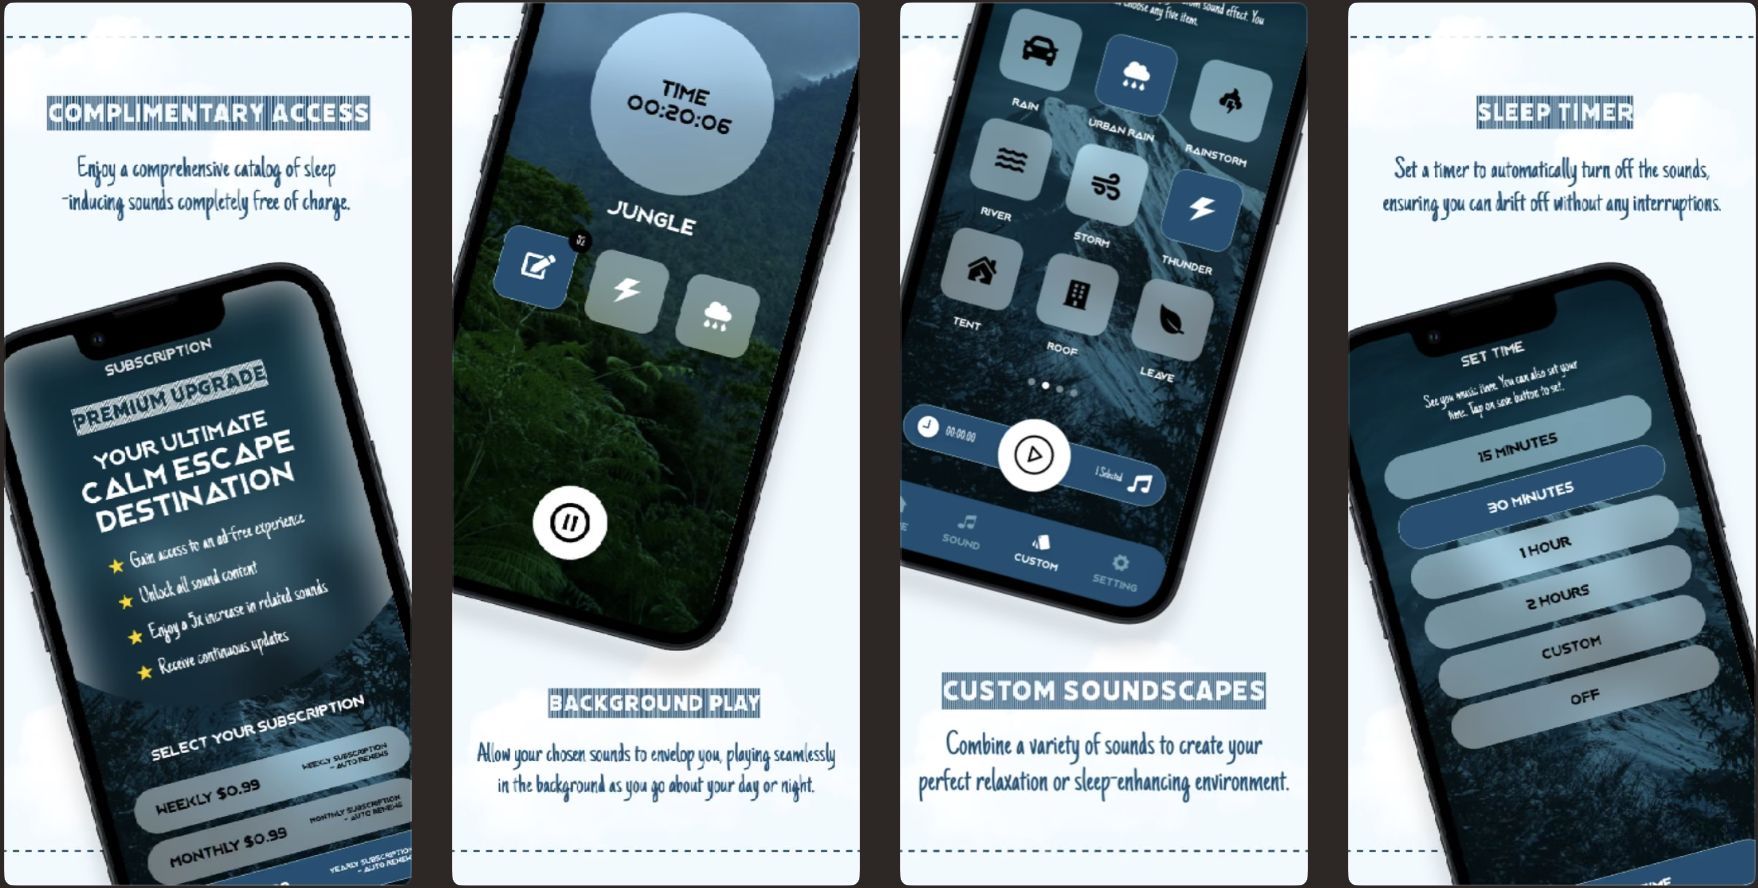 COMPLIMENTARY ACCESS
Enjoy a comprehensive catalog of sleep
-inducing sounds completely free of charge.
SUBSCRIPTION
PREMIUM UPGRADE
YOUR ULTIMATE
CALM ESCAPE
DESTINATION
Gain access to an ad-free experience
Unlock all sound content
Enjoy a 5x increase in related sounds
Receive continuous updates
SELECT YOUR SUBSCRIPTION
WEEKLY $0.99
WEEKLY SUBSCRIPTION
- AUTO RENEWS
MONTHLY $0.99
MONTHLY SUBSCRIPTION
- AUTO RENEWS
YEARLY SUBSCRIPTION
- AUTO RENEWS
TIME
00:20:06
JUNGLE
BACKGROUND PLAY
Allow your chosen sounds to envelop you, playing seamlessly
in the background as you go about your day or night.
sound effect. You
choose any five item.
RAIN
URBAN RAIN
RAINSTORM
RIVER
STORM
THUNDER
TENT
ROOF
LEAVE
00:00:00
1 Selected
SOUND
CUSTOM
SETTING
CUSTOM SOUNDSCAPES
Combine a variety of sounds to create your
perfect relaxation or sleep-enhancing environment.
SLEEP TIMER
Set a timer to automatically turn off the sounds,
ensuring you can drift off without any interruptions.
SET TIME
See you music time. You can also set your
time. Tap on save button to set.
15 MINUTES
30 MINUTES
1 HOUR
2 HOURS
CUSTOM
OFF